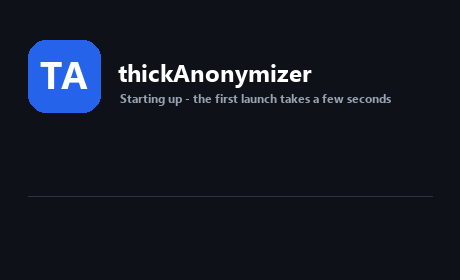 TA
thickAnonymizer
Starting up - the first launch takes a few seconds